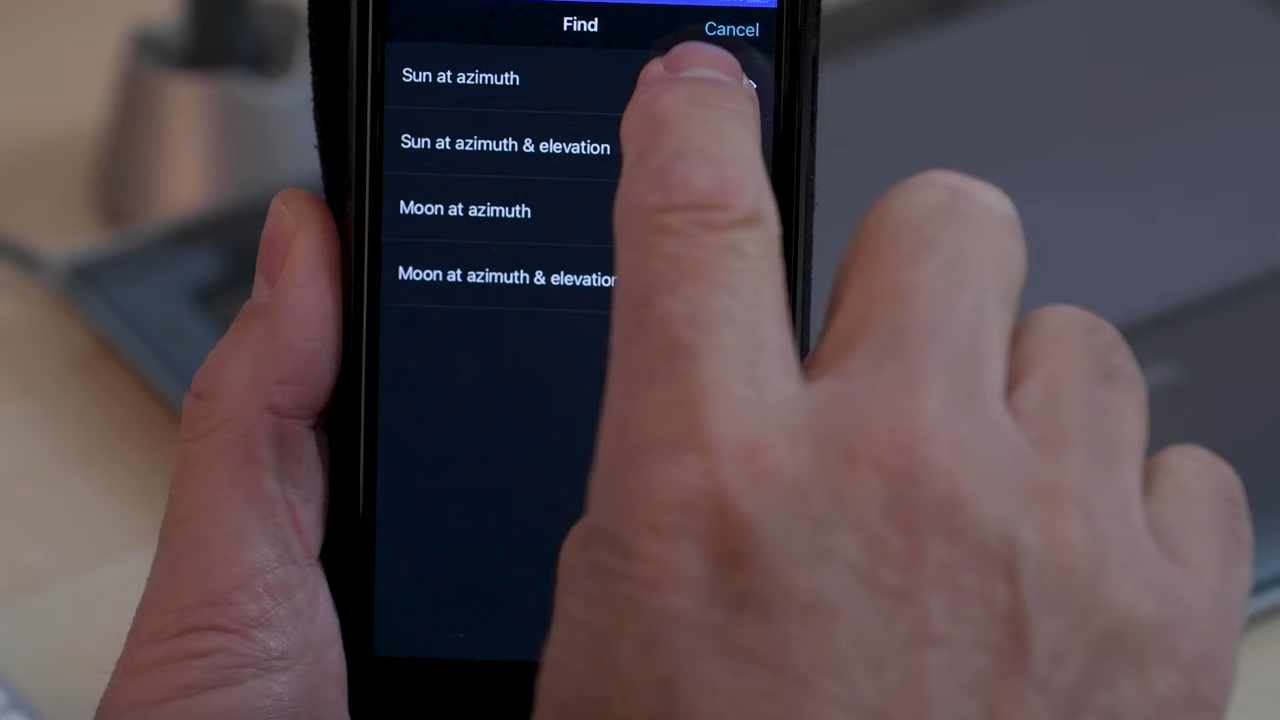 Find
Cancel
Sun at azimuth
Sun at azimuth & elevation
Moon at azimuth
Moon at azimuth & elevation